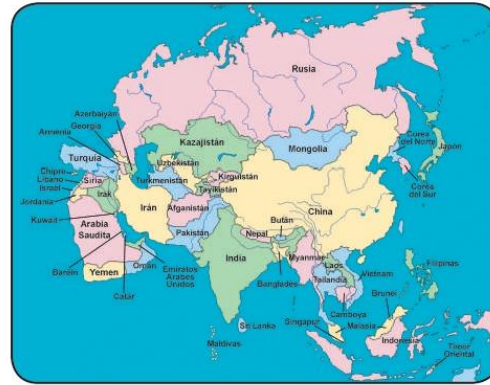 Rusia
Azerbaiyán
Georgia
Armenia
Kazajistán
Mongolia
Corea
del Norte
Japón
Turquía
Uzbekistán
Kirguistán
Chipre
Líbano
Siria
Turkmenistán
Tayikistán
Corea
del Sur
Israel
Irak
Irán
Afganistán
China
Jordania
Kuwait
Pakistán
Bután
Nepal
Arabia
Saudita
India
Myanmar
Laos
Filipinas
Omán
Tailandia
Vietnam
Yemen
Emiratos
Árabes
Unidos
Bangladés
Brunei
Baréin
Catár
Camboya
Sri Lanka
Singapur
Malasia
Indonesia
Maldivas
Timor
Oriental